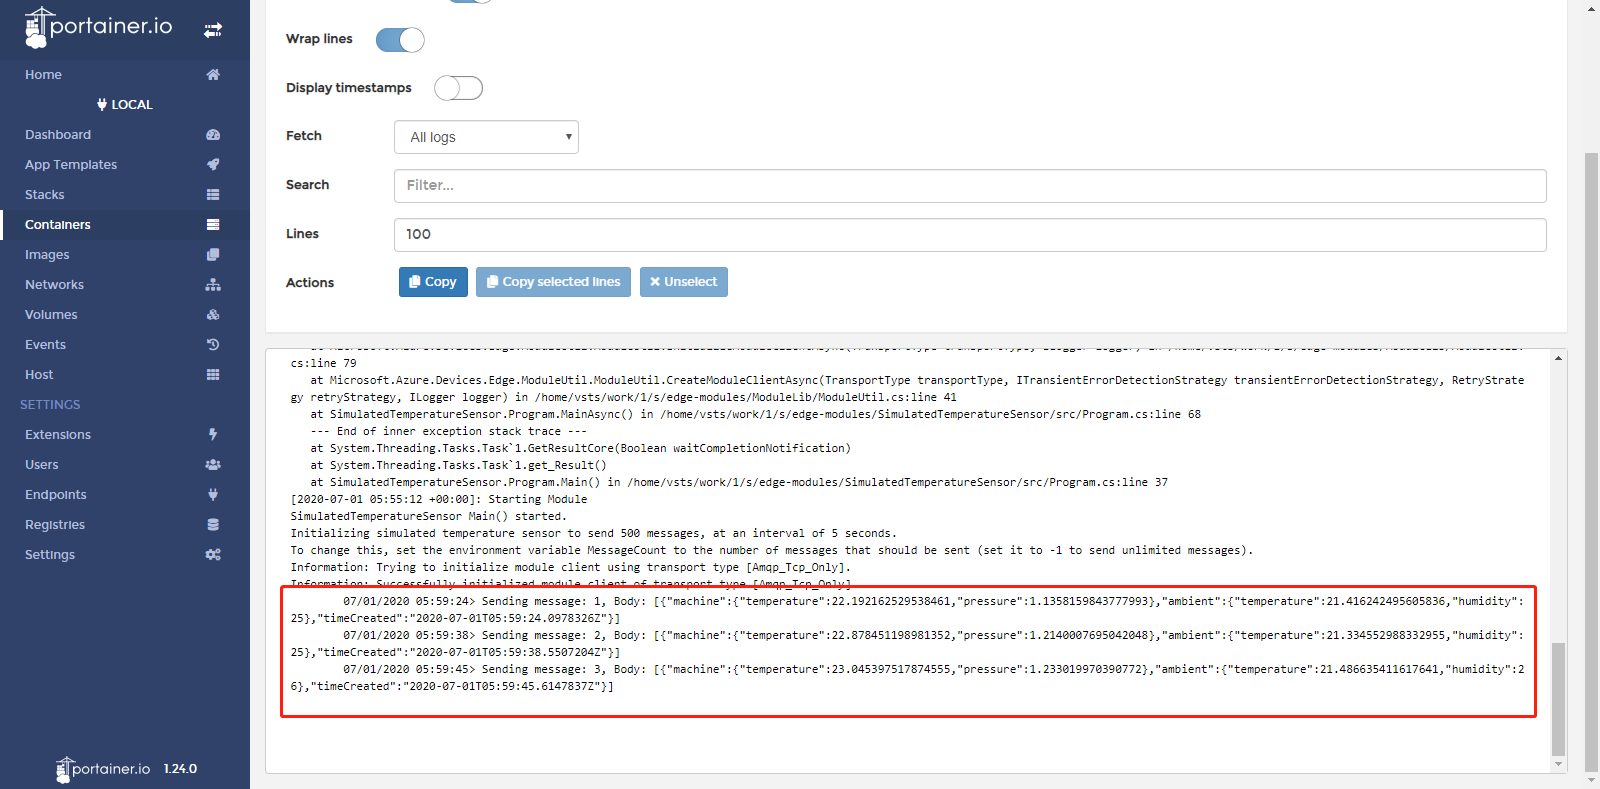 portainer.io
Home
LOCAL
Dashboard
App Templates
Stacks
Containers
Images
Networks
Volumes
Events
Host
SETTINGS
Extensions
Users
Endpoints
Registries
Settings
portainer.io 1.24.0
Wrap lines
Display timestamps
Fetch All logs
Search Filter...
Lines 100
Actions Copy Copy selected lines Unselect
cs:line 79
at Microsoft.Azure.Devices.Edge.ModuleUtil.ModuleUtil.CreateModuleClientAsync(TransportType transportType, ITransientErrorDetectionStrategy transientErrorDetectionStrategy, RetryStrate
gy retryStrategy, ILogger logger) in /home/vsts/work/1/s/edge-modules/ModuleLib/ModuleUtil.cs:line 41
at SimulatedTemperatureSensor.Program.MainAsync() in /home/vsts/work/1/s/edge-modules/SimulatedTemperatureSensor/src/Program.cs:line 68
--- End of inner exception stack trace ---
at System.Threading.Tasks.Task`1.GetResultCore(Boolean waitCompletionNotification)
at System.Threading.Tasks.Task`1.get_Result()
at SimulatedTemperatureSensor.Program.Main() in /home/vsts/work/1/s/edge-modules/SimulatedTemperatureSensor/src/Program.cs:line 37
[2020-07-01 05:55:12 +00:00]: Starting Module
SimulatedTemperatureSensor Main() started.
Initializing simulated temperature sensor to send 500 messages, at an interval of 5 seconds.
To change this, set the environment variable MessageCount to the number of messages that should be sent (set it to -1 to send unlimited messages).
Information: Trying to initialize module client using transport type [Amqp_Tcp_Only].
Information: Successfully initialized module client of transport type [Amqp_Tcp_Only]
07/01/2020 05:59:24> Sending message: 1, Body: [{"machine":{"temperature":22.192162529538461,"pressure":1.1358159843777993},"ambient":{"temperature":21.416242495605836,"humidity":
25},"timeCreated":"2020-07-01T05:59:24.0978326Z"}]
07/01/2020 05:59:38> Sending message: 2, Body: [{"machine":{"temperature":22.878451198981352,"pressure":1.2140007695042048},"ambient":{"temperature":21.334552988332955,"humidity":
25},"timeCreated":"2020-07-01T05:59:38.5507204Z"}]
07/01/2020 05:59:45> Sending message: 3, Body: [{"machine":{"temperature":23.045397517874555,"pressure":1.233019970390772},"ambient":{"temperature":21.486635411617641,"humidity":2
6},"timeCreated":"2020-07-01T05:59:45.6147837Z"}]